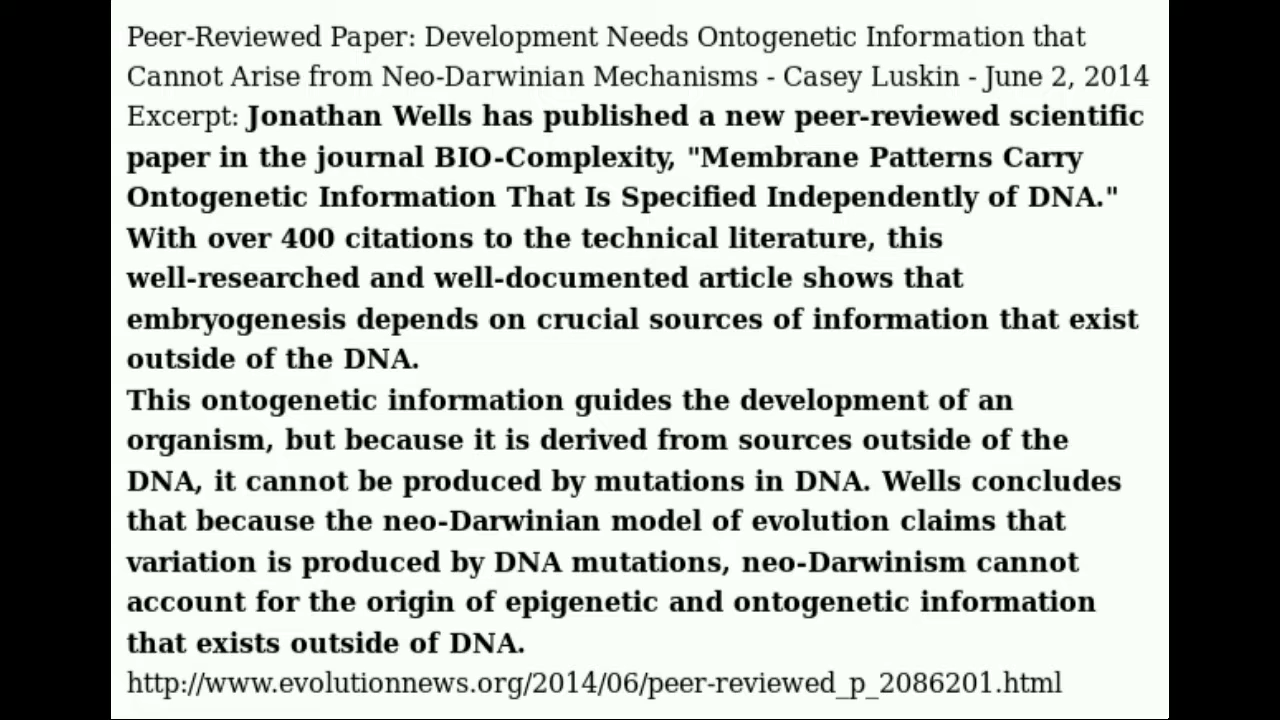 Peer-Reviewed Paper: Development Needs Ontogenetic Information that
Cannot Arise from Neo-Darwinian Mechanisms - Casey Luskin - June 2, 2014
Excerpt: Jonathan Wells has published a new peer-reviewed scientific
paper in the journal BIO-Complexity, "Membrane Patterns Carry
Ontogenetic Information That Is Specified Independently of DNA."
With over 400 citations to the technical literature, this
well-researched and well-documented article shows that
embryogenesis depends on crucial sources of information that exist
outside of the DNA.
This ontogenetic information guides the development of an
organism, but because it is derived from sources outside of the
DNA, it cannot be produced by mutations in DNA. Wells concludes
that because the neo-Darwinian model of evolution claims that
variation is produced by DNA mutations, neo-Darwinism cannot
account for the origin of epigenetic and ontogenetic information
that exists outside of DNA.
http://www.evolutionnews.org/2014/06/peer-reviewed_p_2086201.html